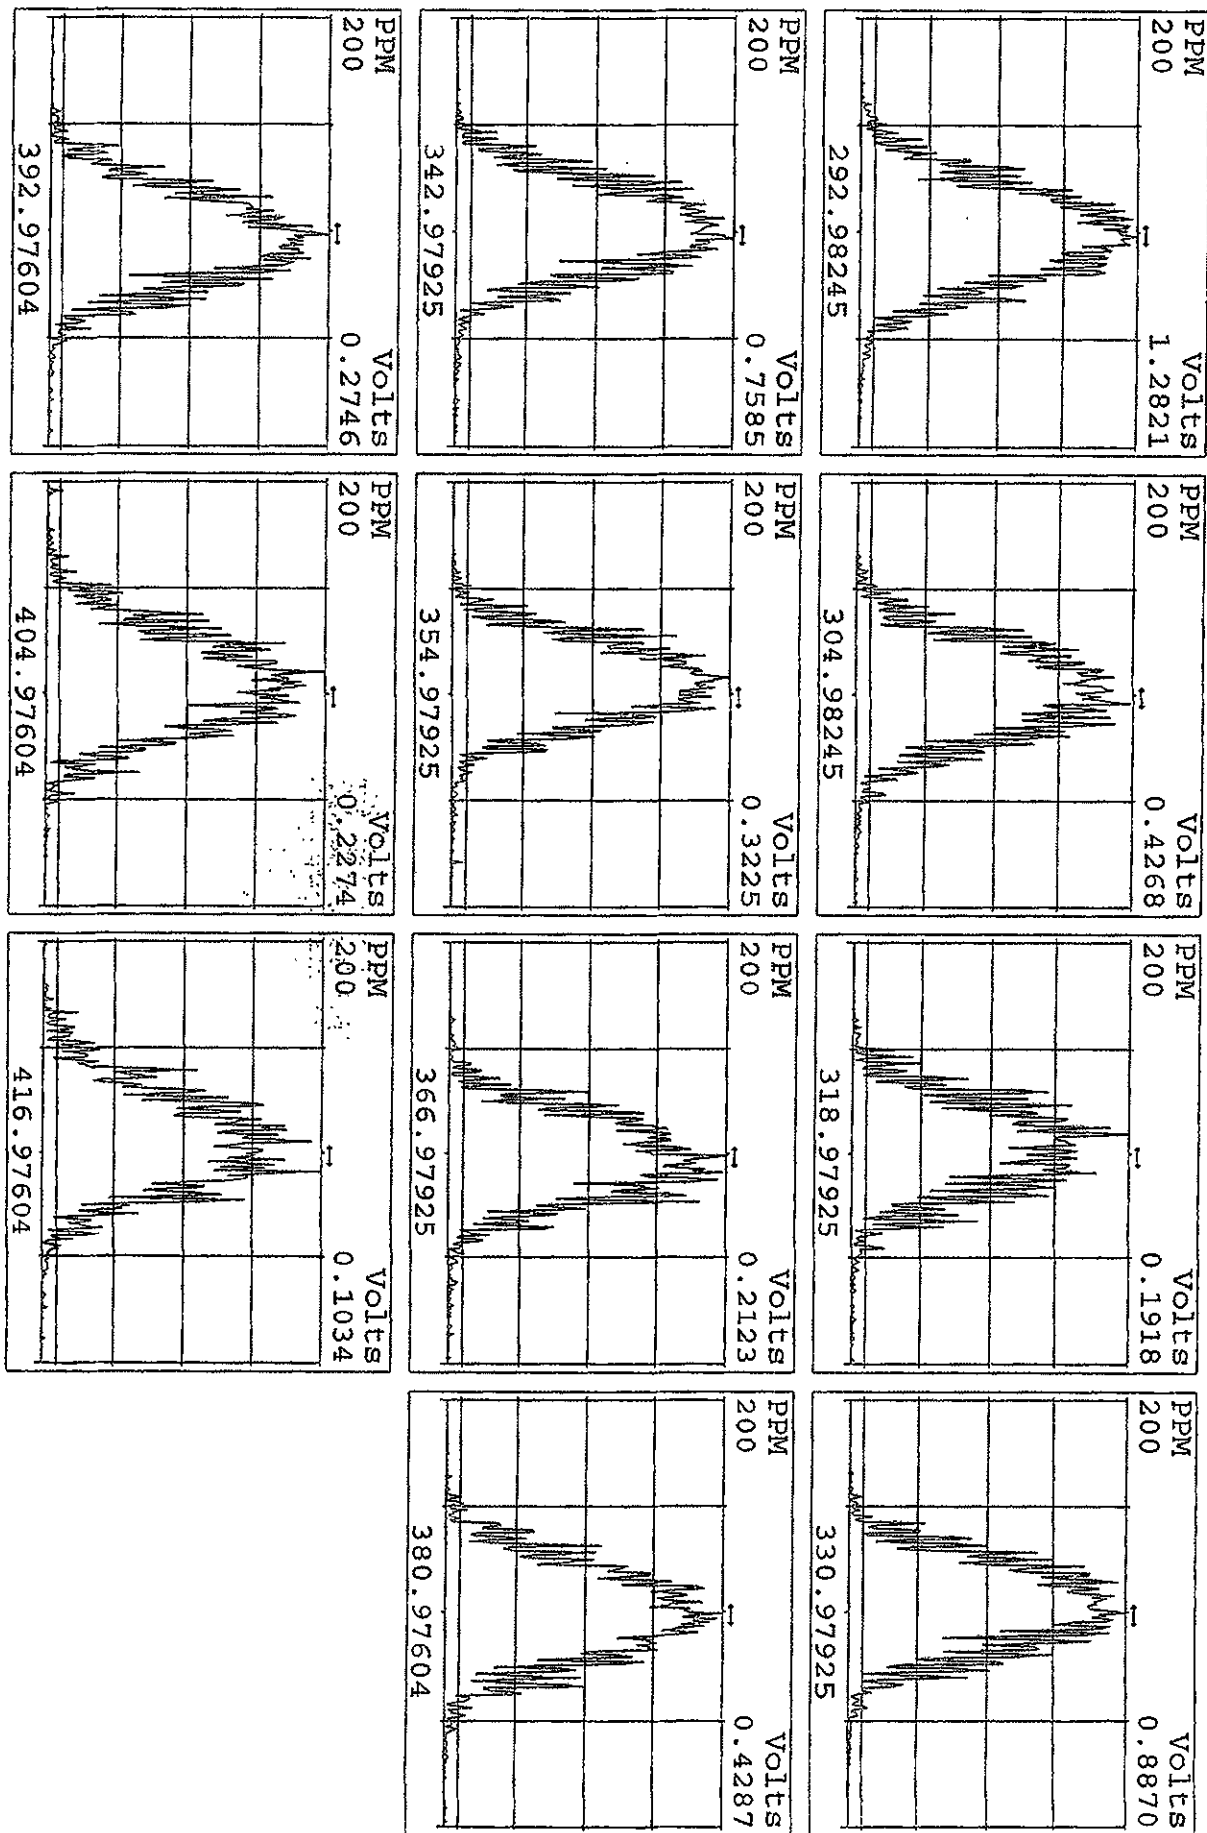 PPM Volts
200 1.2821
292.98245
PPM Volts
200 0.4268
304.98245
PPM Volts
200 0.1918
318.97925
PPM Volts
200 0.8870
330.97925
PPM Volts
200 0.7585
342.97925
PPM Volts
200 0.3225
354.97925
PPM Volts
200 0.2123
366.97925
PPM Volts
200 0.4287
380.97604
PPM Volts
200 0.2746
392.97604
PPM Volts
200 0.2274
404.97604
PPM Volts
200 0.1034
416.97604